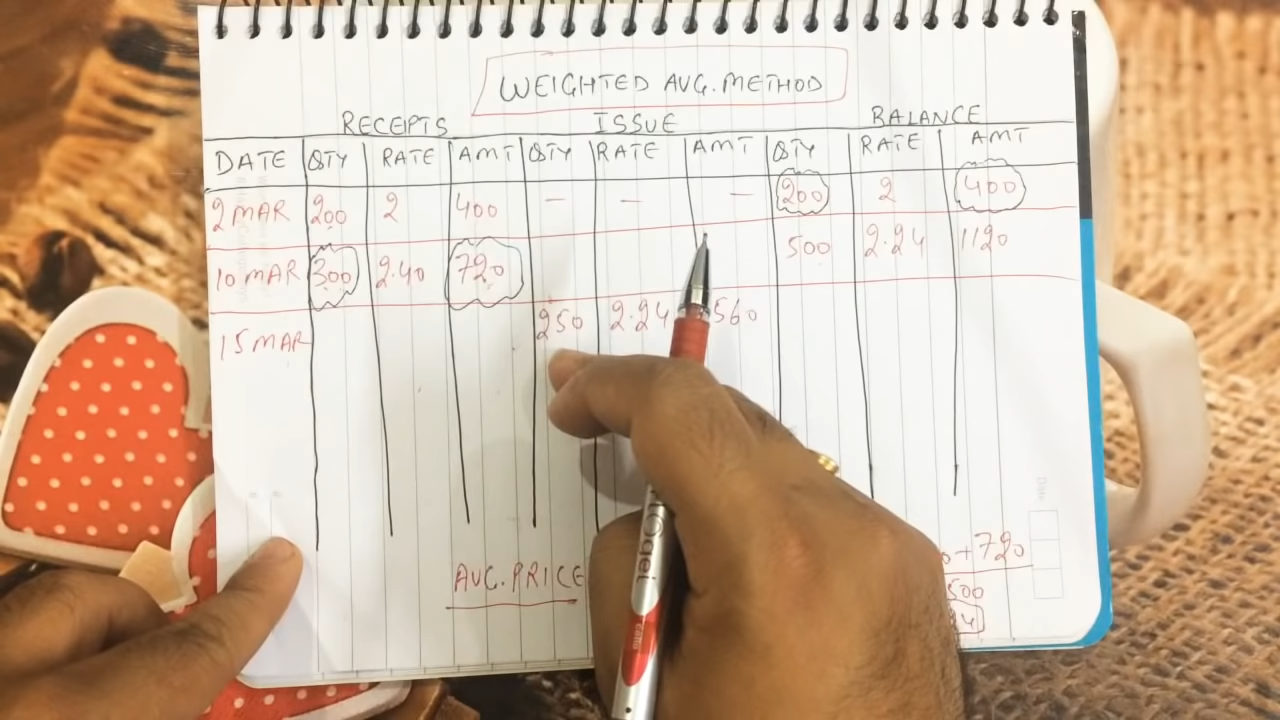 WEIGHTED AVG. METHOD
RECEIPTS ISSUE BALANCE
DATE QTY RATE AMT QTY RATE AMT QTY RATE AMT
2 MAR 200 2 400 — — — 200 2 400
10 MAR 300 2.40 720 500 2.24 1120
15 MAR 250 2.24 560
AVG. PRICE
+720
500